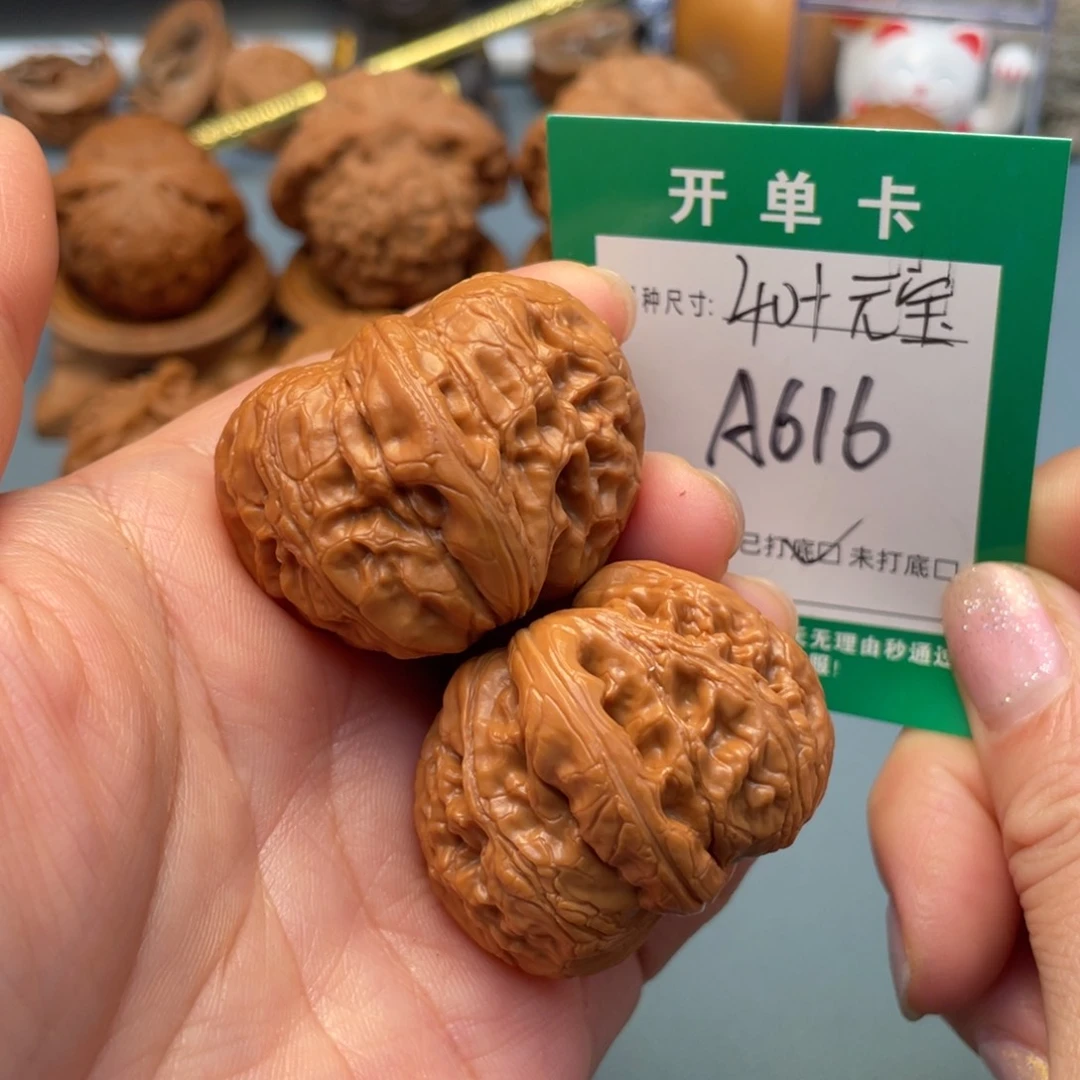 开单卡
种尺寸: 40+元宝
A616
已打底☑ 未打底□
无理由秒通过